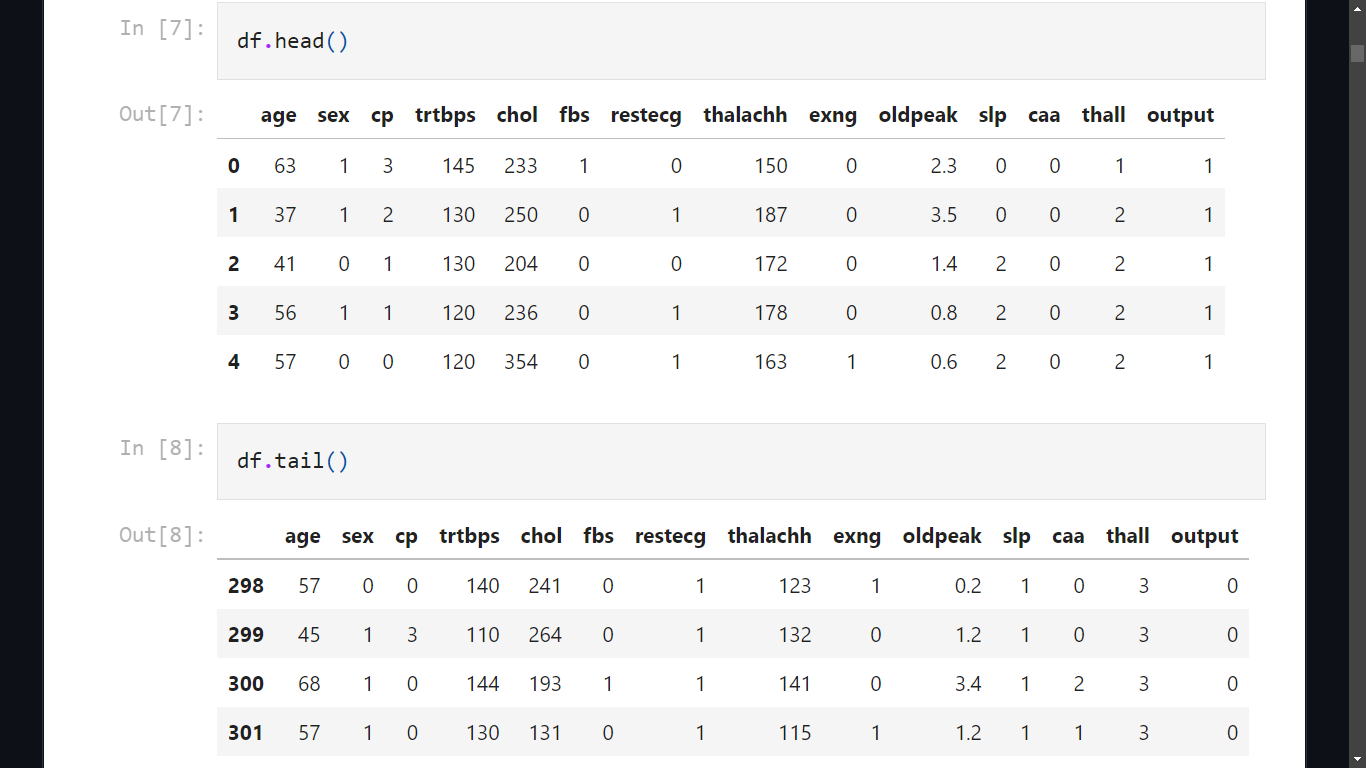 In [7]:
df.head()
Out[7]:
age sex cp trtbps chol fbs restecg thalachh exng oldpeak slp caa thall output
0 63 1 3 145 233 1 0 150 0 2.3 0 0 1 1
1 37 1 2 130 250 0 1 187 0 3.5 0 0 2 1
2 41 0 1 130 204 0 0 172 0 1.4 2 0 2 1
3 56 1 1 120 236 0 1 178 0 0.8 2 0 2 1
4 57 0 0 120 354 0 1 163 1 0.6 2 0 2 1
In [8]:
df.tail()
Out[8]:
age sex cp trtbps chol fbs restecg thalachh exng oldpeak slp caa thall output
298 57 0 0 140 241 0 1 123 1 0.2 1 0 3 0
299 45 1 3 110 264 0 1 132 0 1.2 1 0 3 0
300 68 1 0 144 193 1 1 141 0 3.4 1 2 3 0
301 57 1 0 130 131 0 1 115 1 1.2 1 1 3 0